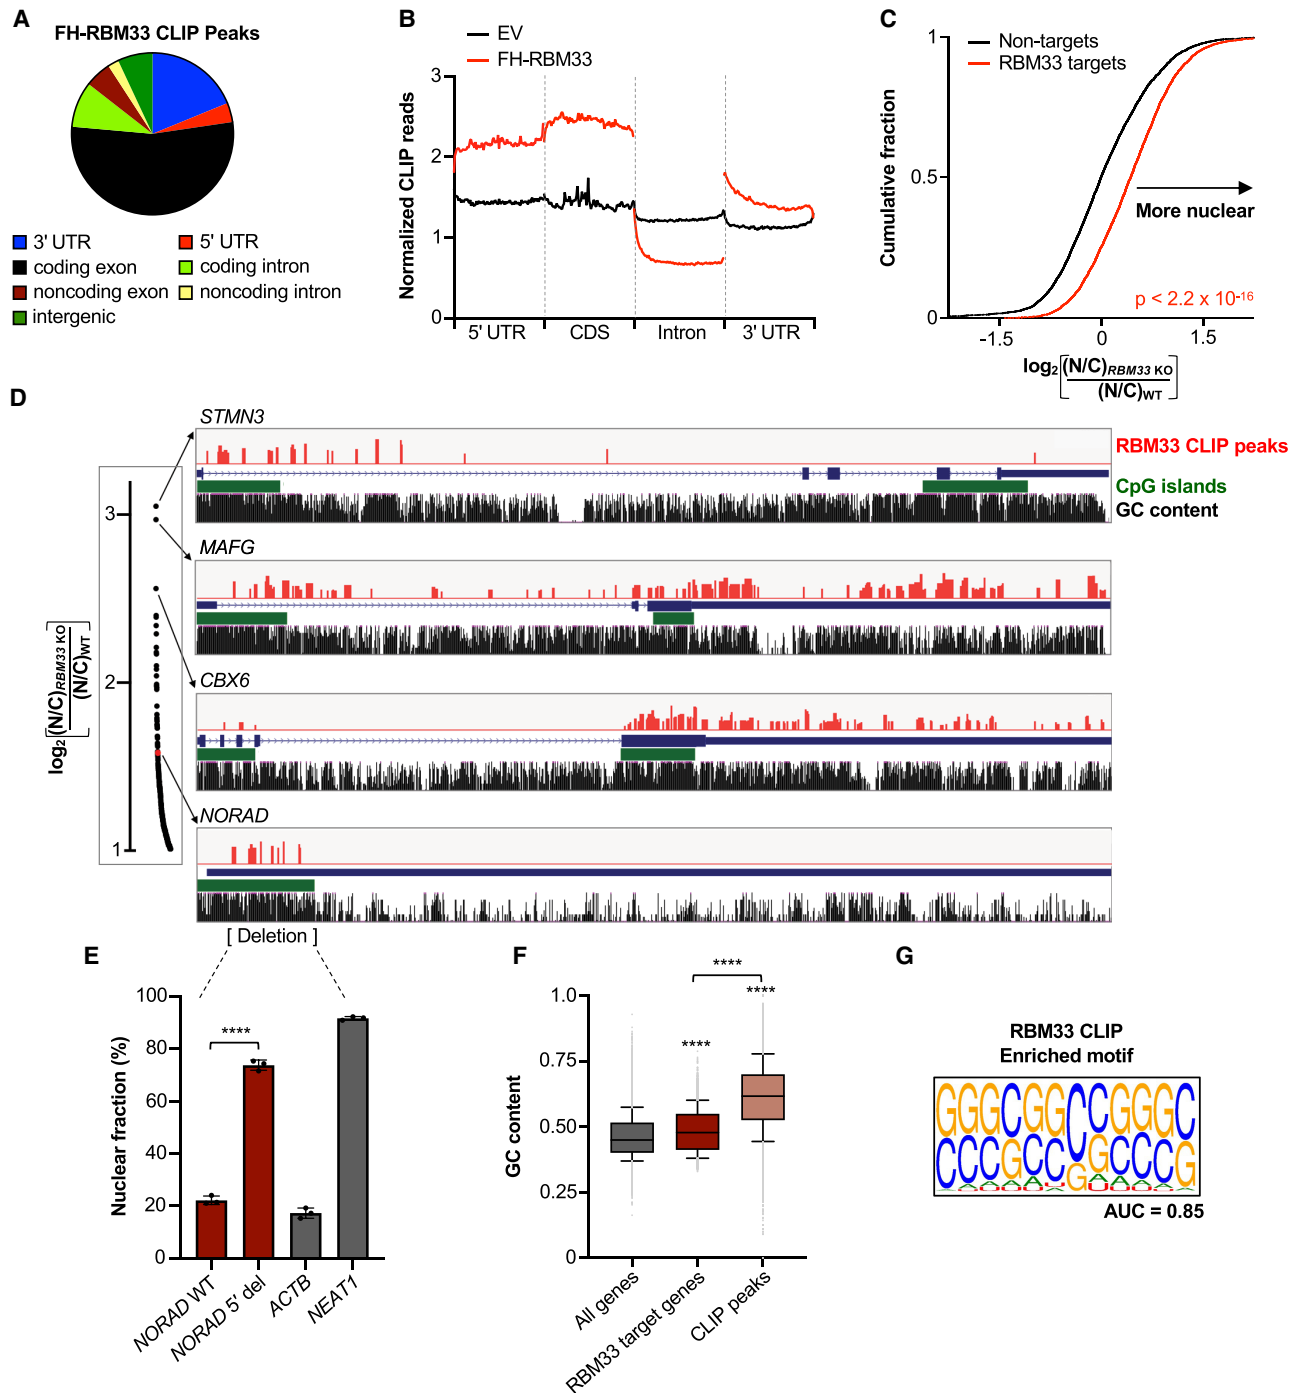 A
FH-RBM33 CLIP Peaks
3' UTR
5' UTR
coding exon
coding intron
noncoding exon
noncoding intron
intergenic
B
EV
FH-RBM33
Normalized CLIP reads
3
2
1
0
5' UTR
CDS
Intron
3' UTR
C
Non-targets
RBM33 targets
Cumulative fraction
1
0.5
0
More nuclear
p < 2.2 x 10-16
-1.5
0
1.5
log2[(N/C)RBM33 KO
(N/C)WT]
D
log2[(N/C)RBM33 KO
(N/C)WT]
3
2
1
STMN3
RBM33 CLIP peaks
CpG islands
GC content
MAFG
CBX6
NORAD
[ Deletion ]
E
Nuclear fraction (%)
100
80
60
40
20
0
****
NORAD WT
NORAD 5' del
ACTB
NEAT1
F
GC content
1.0
0.75
0.50
0.25
0
****
****
****
All genes
RBM33 target genes
CLIP peaks
G
RBM33 CLIP
Enriched motif
GGGCGGCCGGGC
CCCGCCGGCCCG
AUC = 0.85